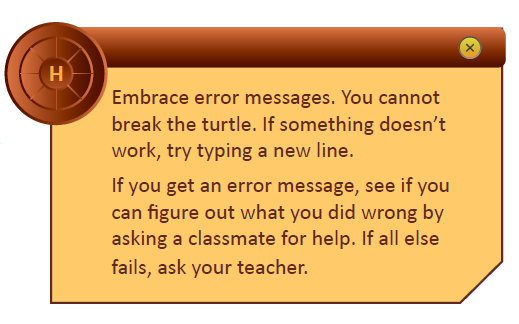 H
Embrace error messages. You cannot
break the turtle. If something doesn’t
work, try typing a new line.
If you get an error message, see if you
can figure out what you did wrong by
asking a classmate for help. If all else
fails, ask your teacher.